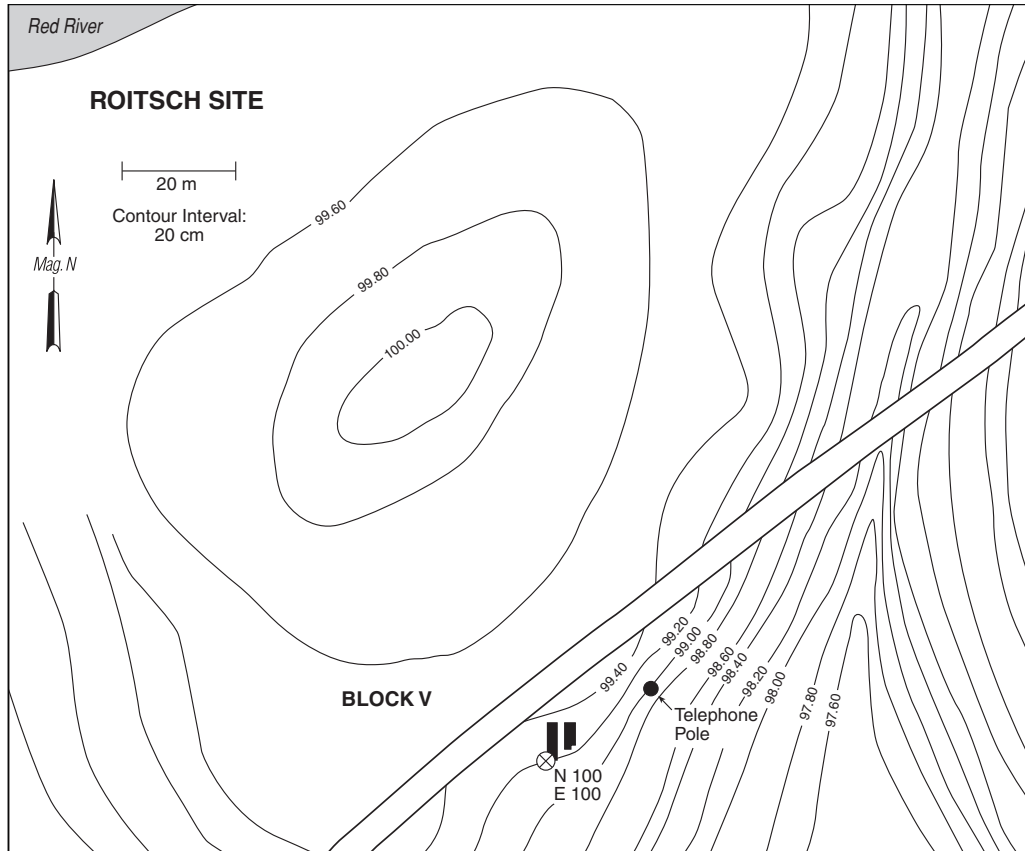 Red River
ROITSCH SITE
20 m
Contour Interval:
20 cm
Mag. N
99.60
99.80
100.00
99.40
99.20
99.00
98.80
98.60
98.40
98.20
98.00
97.80
97.60
BLOCK V
Telephone
Pole
N 100
E 100